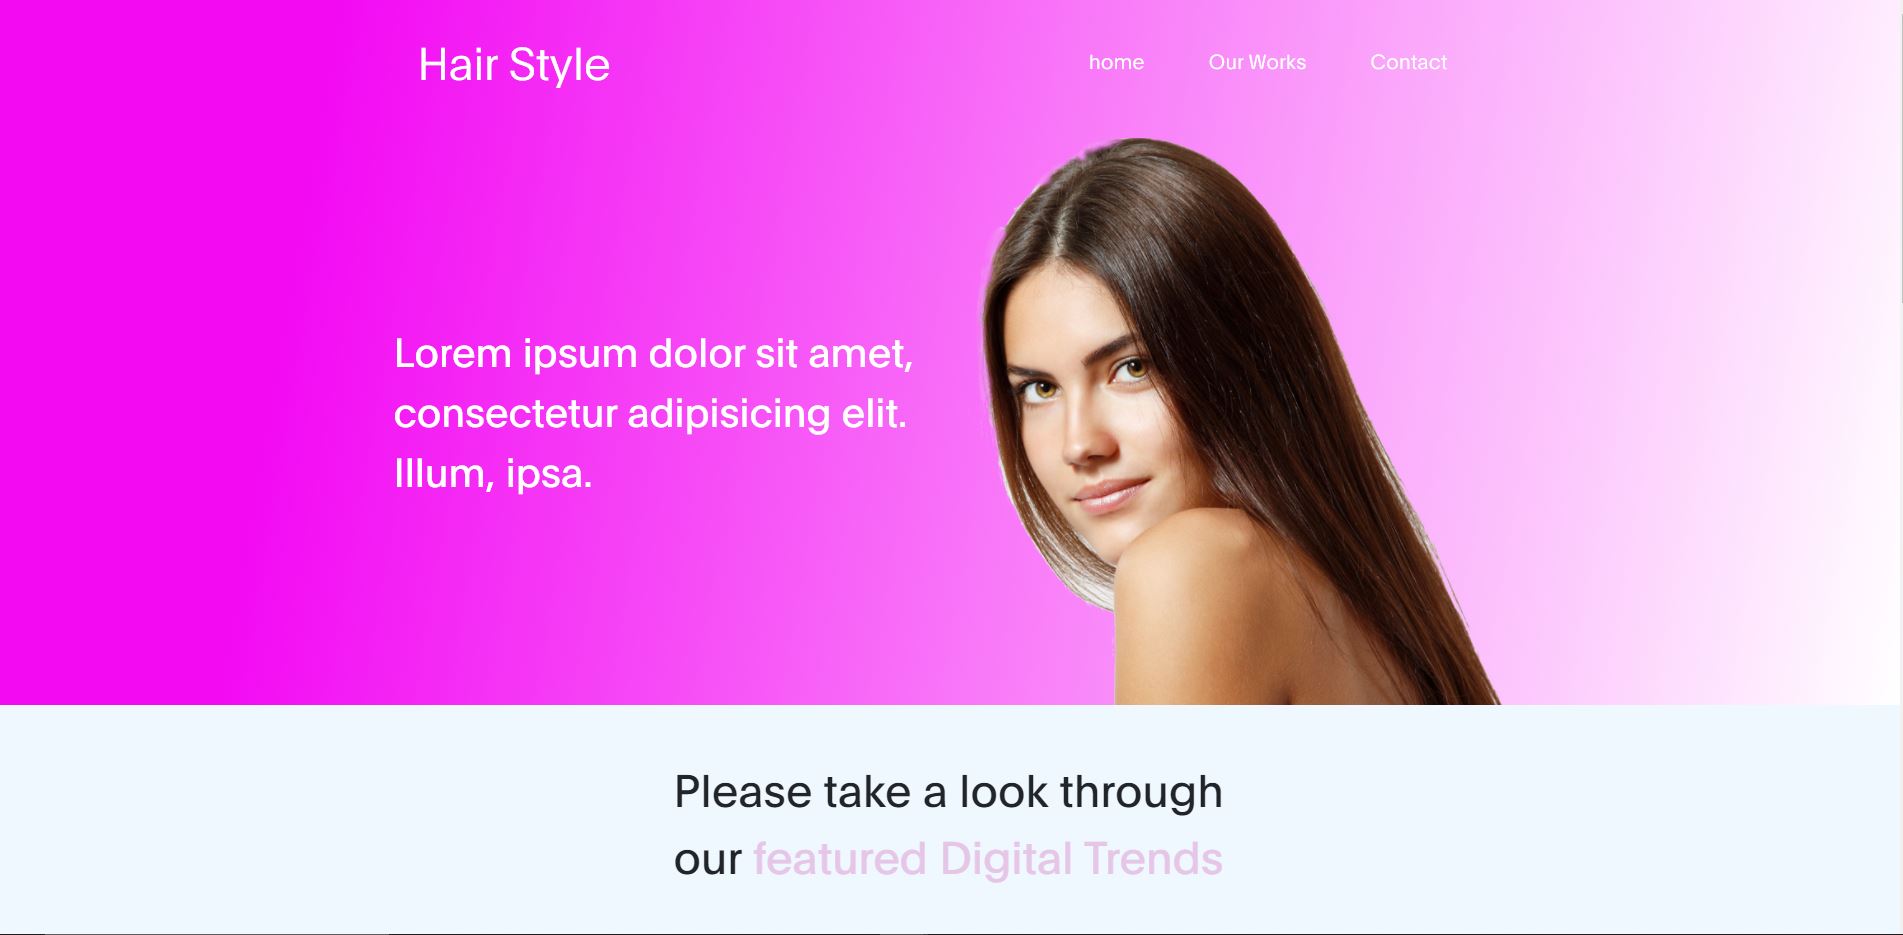 Hair Style
home Our Works Contact
Lorem ipsum dolor sit amet,
consectetur adipisicing elit.
Illum, ipsa.
Please take a look through
our featured Digital Trends